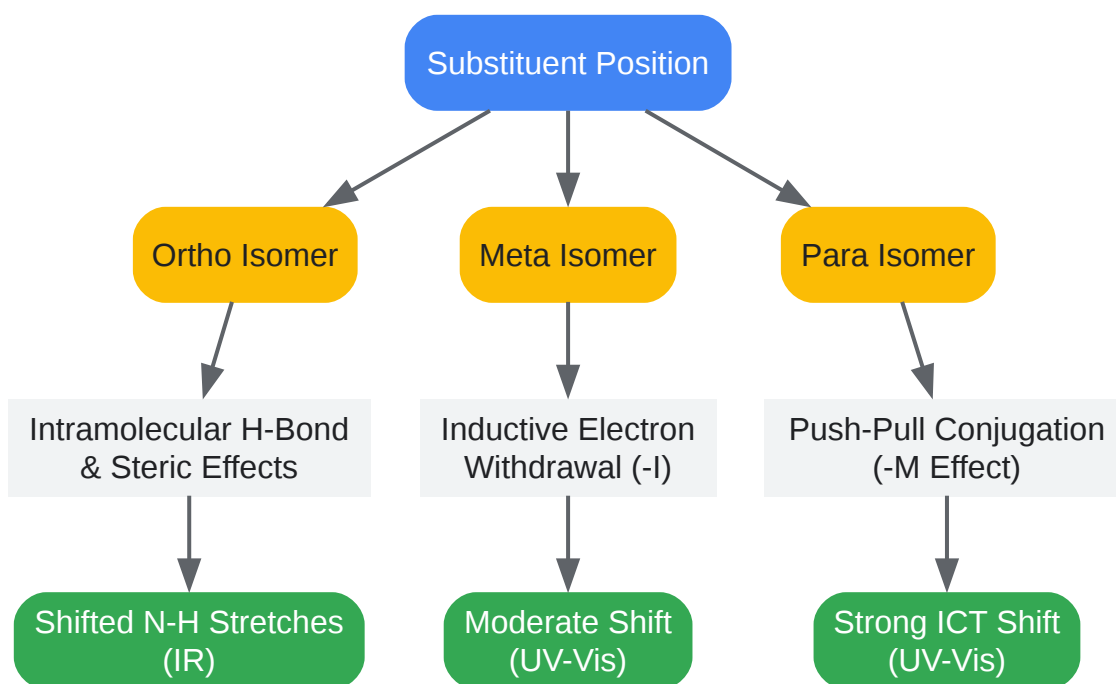 Substituent Position
Ortho Isomer
Meta Isomer
Para Isomer
Intramolecular H-Bond
& Steric Effects
Inductive Electron
Withdrawal (-I)
Push-Pull Conjugation
(-M Effect)
Shifted N-H Stretches
(IR)
Moderate Shift
(UV-Vis)
Strong ICT Shift
(UV-Vis)